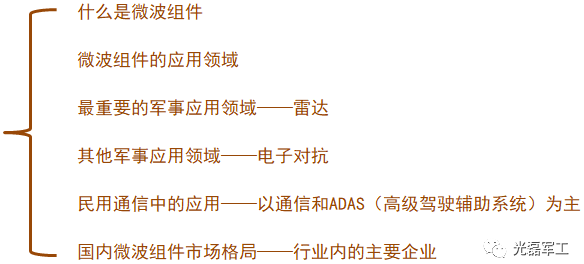 什么是微波组件
微波组件的应用领域
最重要的军事应用领域——雷达
其他军事应用领域——电子对抗
民用通信中的应用——以通信和ADAS（高级驾驶辅助系统）为主
国内微波组件市场格局——行业内的主要企业
光磊军工